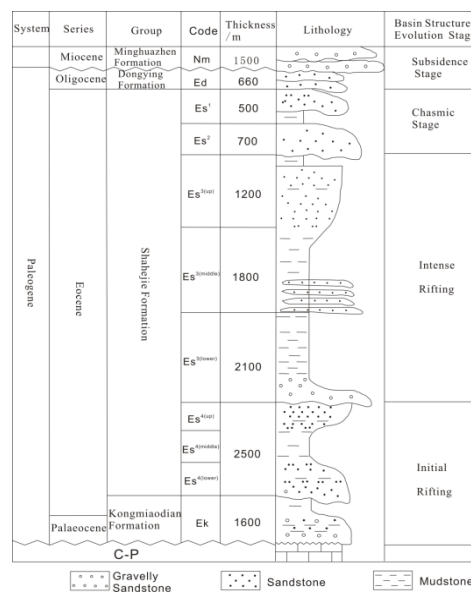 System Series Group Code Thickness /m Lithology Basin Structure Evolution Stage
Miocene Minghuazhen Formation Nm 1500 Subsidence Stage
Oligocene Dongying Formation Ed 660
Es1 500 Chasmic Stage
Es2 700
Es3(up) 1200
Paleogene Eocene Shahejie Formation
Es3(middle) 1800 Intense Rifting
Es3(lower) 2100
Es4(up)
Es4(middle) 2500
Es4(lower) Initial Rifting
Palaeocene Kongmiaodian Formation Ek 1600
C-P
Gravelly Sandstone Sandstone Mudstone